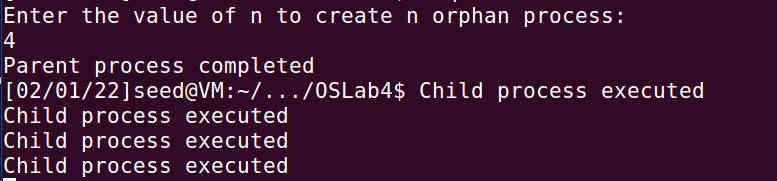 Enter the value of n to create n orphan process:
4
Parent process completed
[02/01/22]seed@VM:~/.../OSLab4$ Child process executed
Child process executed
Child process executed
Child process executed